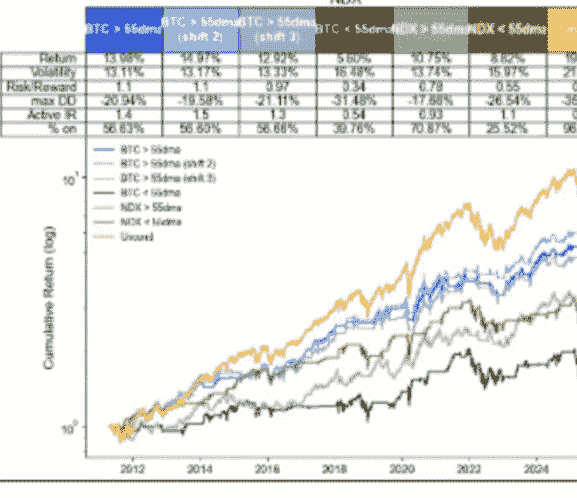 NDX
BTC > 55dma BTC > 55dma (shift 2) BTC > 55dma (shift 3) BTC < 55dma NDX > 55dma NDX < 55dma
Return 13.98% 14.97% 12.92% 5.60% 10.75% 8.82%
Volatility 13.11% 13.17% 13.33% 16.48% 13.74% 15.97%
Risk/Reward 1.1 1.1 0.97 0.34 0.78 0.55
max DD -20.94% -19.58% -21.11% -31.48% -17.68% -26.54%
Active IR 1.4 1.5 1.3 0.54 0.93 1.1
% on 56.63% 56.60% 56.66% 39.76% 70.87% 25.52%
BTC > 55dma
BTC > 55dma (shift 2)
BTC > 55dma (shift 3)
BTC < 55dma
NDX > 55dma
NDX < 55dma
Uncond
Cumulative Return (log)
10¹
10⁰
2012 2014 2016 2018 2020 2022 2024